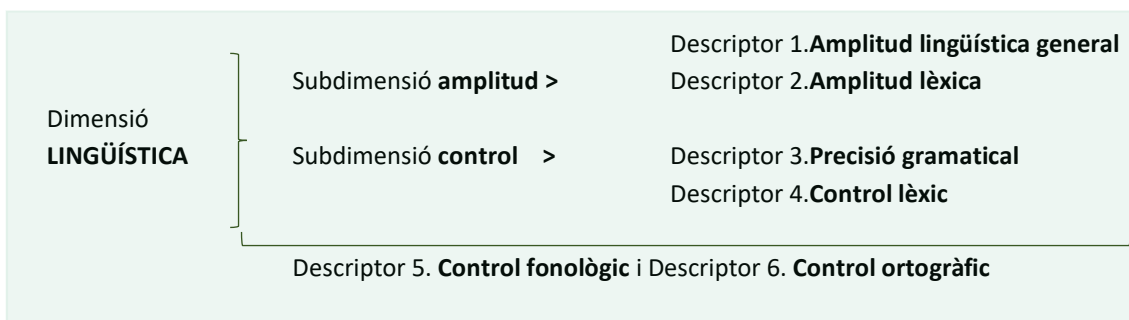 Descriptor 1.Amplitud lingüística general
Subdimensió amplitud > Descriptor 2.Amplitud lèxica
Dimensió
LINGÜÍSTICA Subdimensió control > Descriptor 3.Precisió gramatical
Descriptor 4.Control lèxic
Descriptor 5. Control fonològic i Descriptor 6. Control ortogràfic